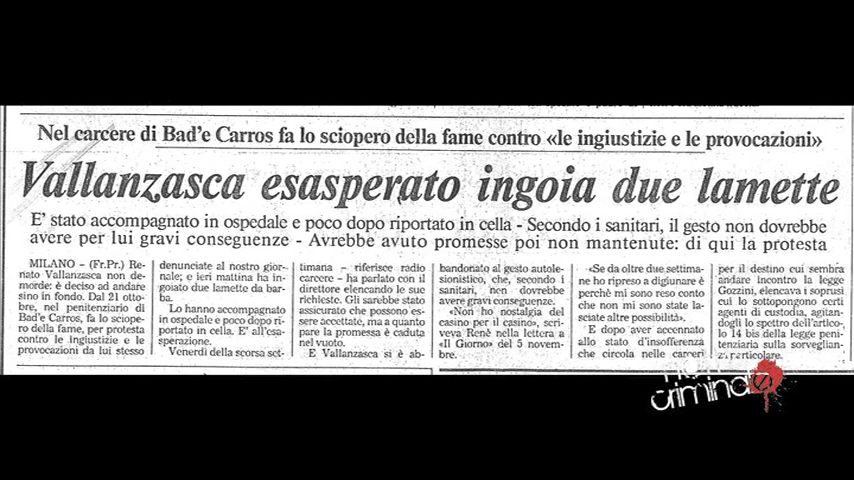 Nel carcere di Bad'e Carros fa lo sciopero della fame contro «le ingiustizie e le provocazioni»
Vallanzasca esasperato ingoia due lamette
E' stato accompagnato in ospedale e poco dopo riportato in cella - Secondo i sanitari, il gesto non dovrebbe
avere per lui gravi conseguenze - Avrebbe avuto promesse poi non mantenute: di qui la protesta
MILANO – (Fr.Pr.) Re-
nato Vallanzasca non de-
morde: è deciso ad andare
sino in fondo. Dal 21 otto-
bre, nel penitenziario di
Bad'e Carros, fa lo sciope-
ro della fame, per protesta
contro le ingiustizie e le
provocazioni da lui stesso
denunciate al nostro gior-
nale; e ieri mattina ha in-
goiato due lamette da bar-
ba.
Lo hanno accompagnato
in ospedale e poco dopo ri-
portato in cella. E' all'esa-
sperazione.
Venerdì della scorsa set-
timana – riferisce radio
carcere – ha parlato con il
direttore elencando le sue
richieste. Gli sarebbe stato
assicurato che possono es-
sere accettate, ma a quanto
pare la promessa è caduta
nel vuoto.
E Vallanzasca si è ab-
bandonato al gesto autole-
sionistico, che, secondo i
sanitari, non dovrebbe
avere gravi conseguenze.
«Non ho nostalgia del
casino per il casino», scri-
veva Renè nella lettera a
«Il Giorno» del 5 novem-
bre.
«Se da oltre due settima-
ne ho ripreso a digiunare è
perchè mi sono reso conto
che non mi sono state la-
sciate altre possibilità».
E dopo aver accennato
allo stato d'insofferenza
che circola nelle carceri
per il destino cui sembra
andare incontro la legge
Gozzini, elencava i soprusi
cui lo sottopongono certi
agenti di custodia, agitan-
dogli lo spettro dell'artico-
lo 14 bis della legge peni-
tenziaria sulla sorveglian-
za particolare.
criminale